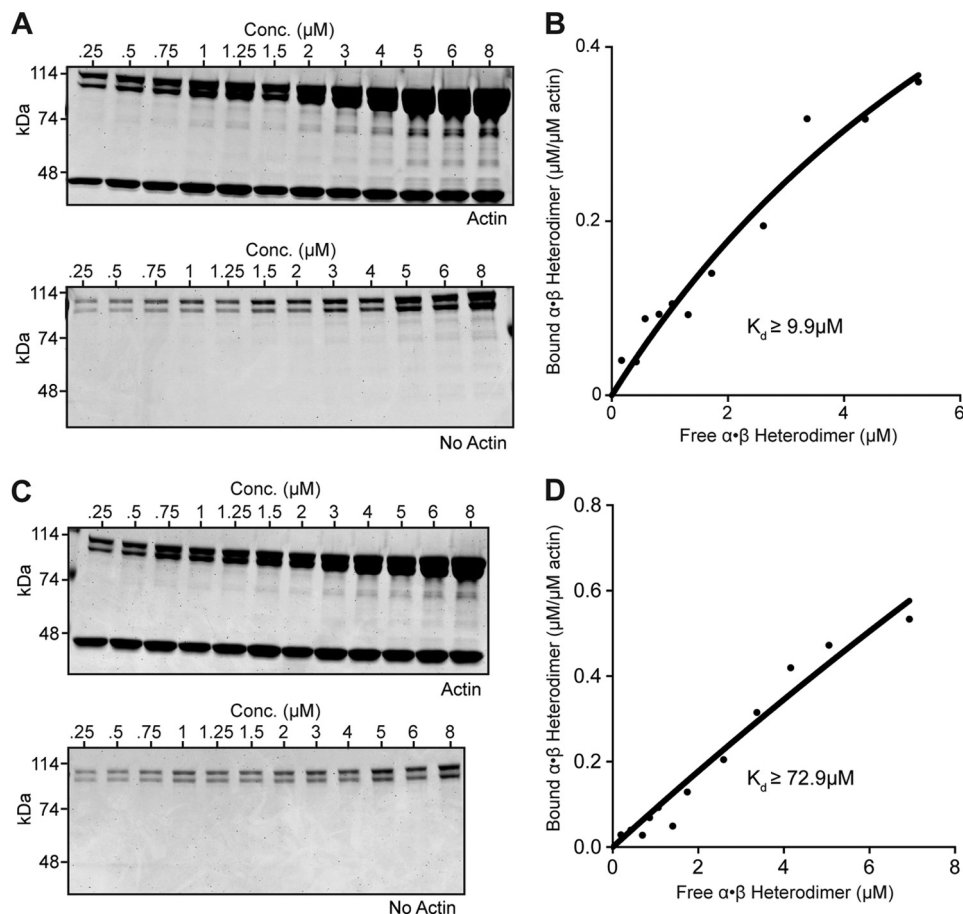 A
Conc. (µM)
.25 .5 .75 1 1.25 1.5 2 3 4 5 6 8
kDa
114
74
48
Actin
Conc. (µM)
.25 .5 .75 1 1.25 1.5 2 3 4 5 6 8
kDa
114
74
48
No Actin
B
Bound α•β Heterodimer (µM/µM actin)
0.4
0.2
0
Kd ≥ 9.9µM
0 2 4 6
Free α•β Heterodimer (µM)
C
Conc. (µM)
.25 .5 .75 1 1.25 1.5 2 3 4 5 6 8
kDa
114
74
48
Actin
Conc. (µM)
.25 .5 .75 1 1.25 1.5 2 3 4 5 6 8
kDa
114
74
48
No Actin
D
Bound α•β Heterodimer (µM/µM actin)
0.8
0.6
0.4
0.2
0.0
Kd ≥ 72.9µM
0 2 4 6 8
Free α•β Heterodimer (µM)